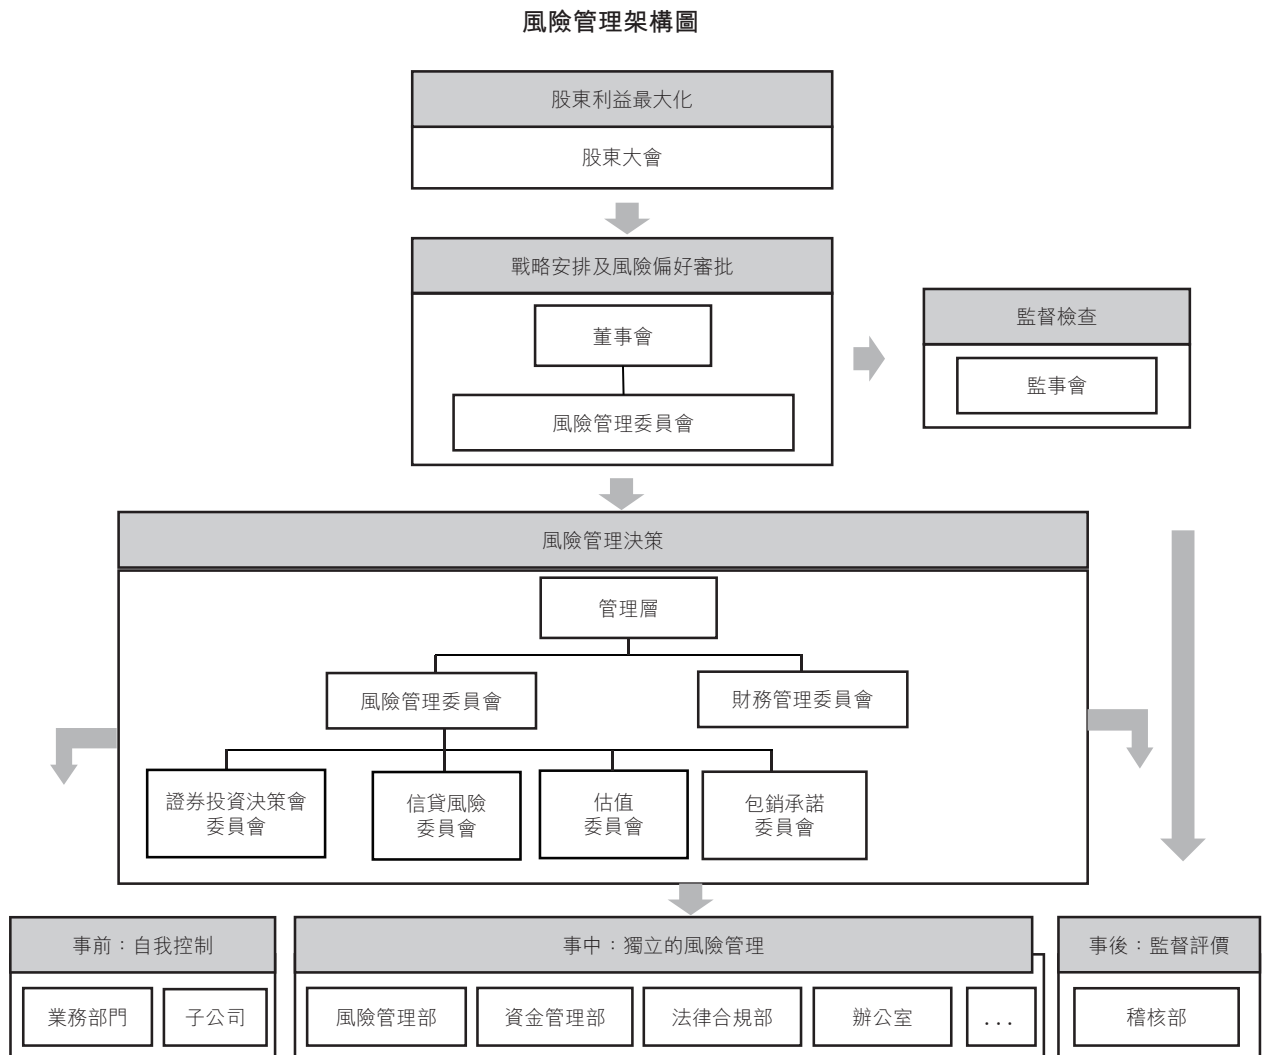 風險管理架構圖
股東利益最大化
股東大會
戰略安排及風險偏好審批
董事會
風險管理委員會
監督檢查
監事會
風險管理決策
管理層
風險管理委員會
財務管理委員會
證券投資決策會
委員會
信貸風險
委員會
估值
委員會
包銷承諾
委員會
事前：自我控制
業務部門
子公司
事中：獨立的風險管理
風險管理部
資金管理部
法律合規部
辦公室
...
事後：監督評價
稽核部